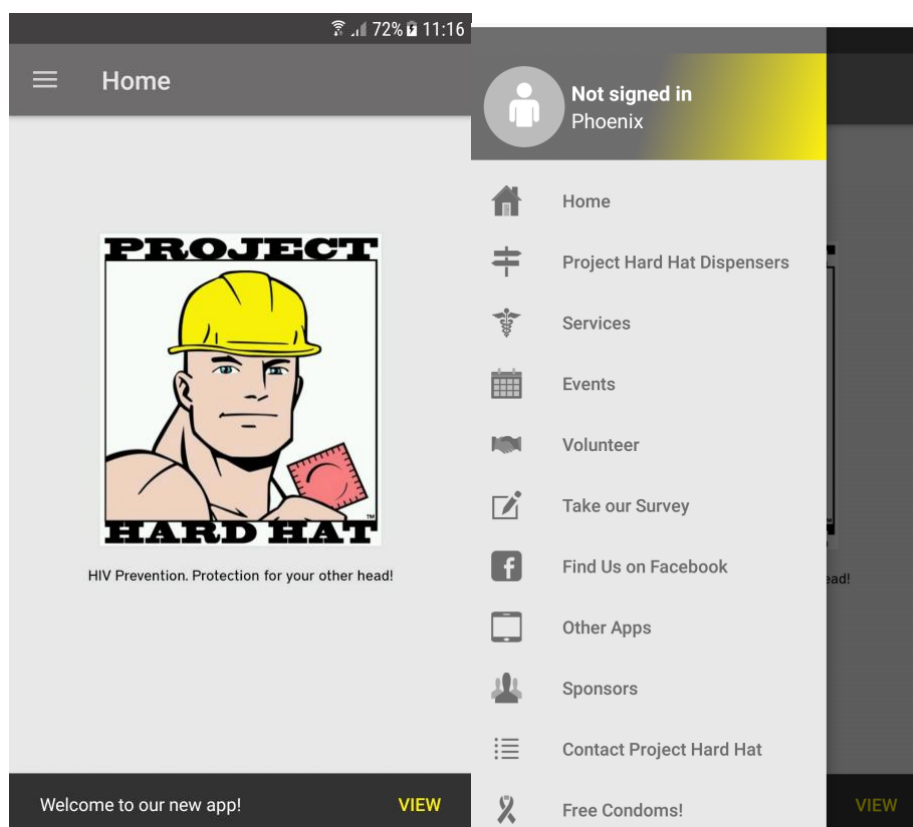 72% 11:16
Home
PROJECT
HARD HAT
TM
HIV Prevention. Protection for your other head!
Welcome to our new app!
VIEW
Not signed in
Phoenix
Home
Project Hard Hat Dispensers
Services
Events
Volunteer
Take our Survey
Find Us on Facebook
Other Apps
Sponsors
Contact Project Hard Hat
Free Condoms!
ead!
VIEW